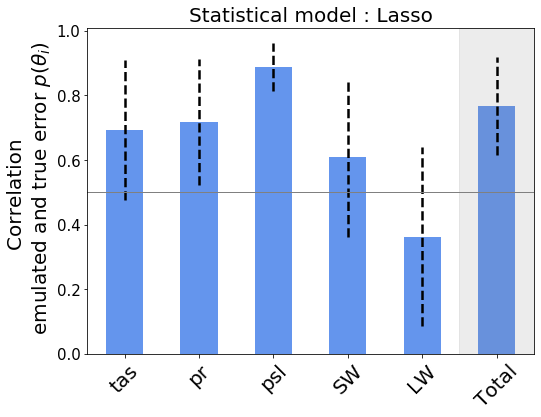 Statistical model : Lasso
Correlation
emulated and true error p(θ_i)
1.0
0.8
0.6
0.4
0.2
0.0
tas
pr
psl
SW
LW
Total